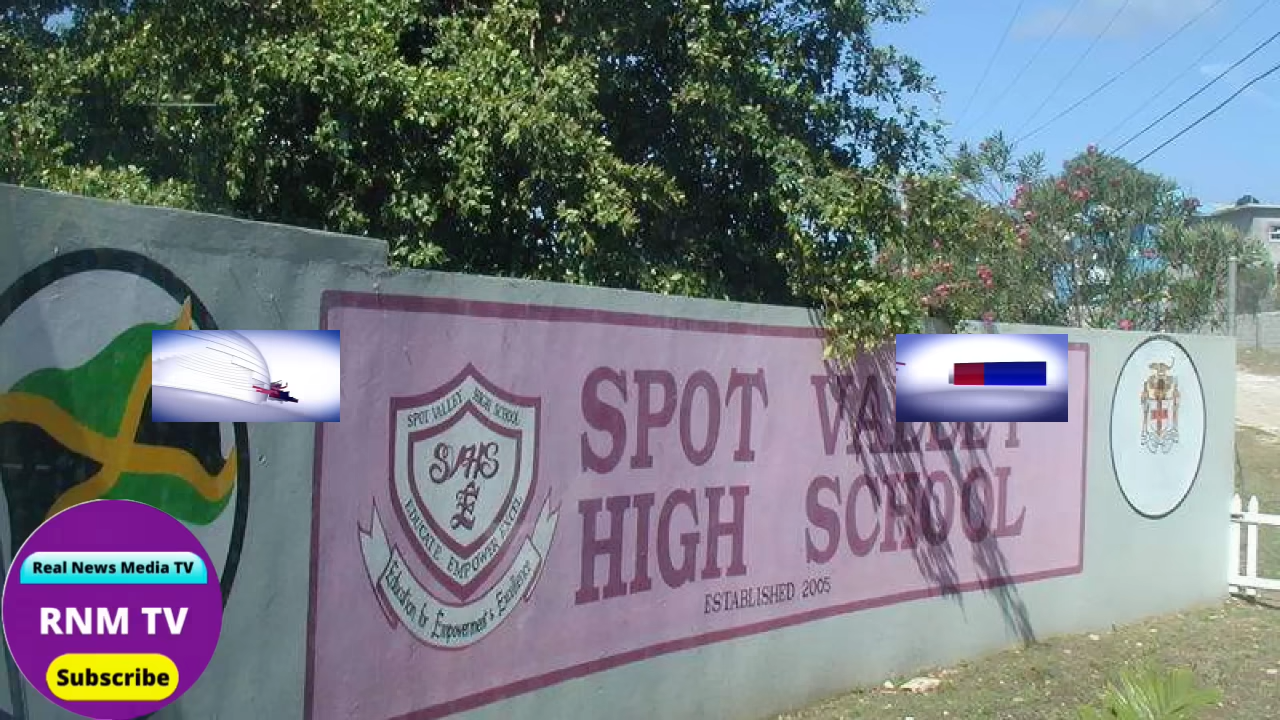 SPOT VALLEY
HIGH SCHOOL
ESTABLISHED 2005
SPOT VALLEY HIGH SCHOOL
SVHS
EDUCATE EMPOWER EXCEL
Education for Empowerment & Excellence
Real News Media TV
RNM TV
Subscribe